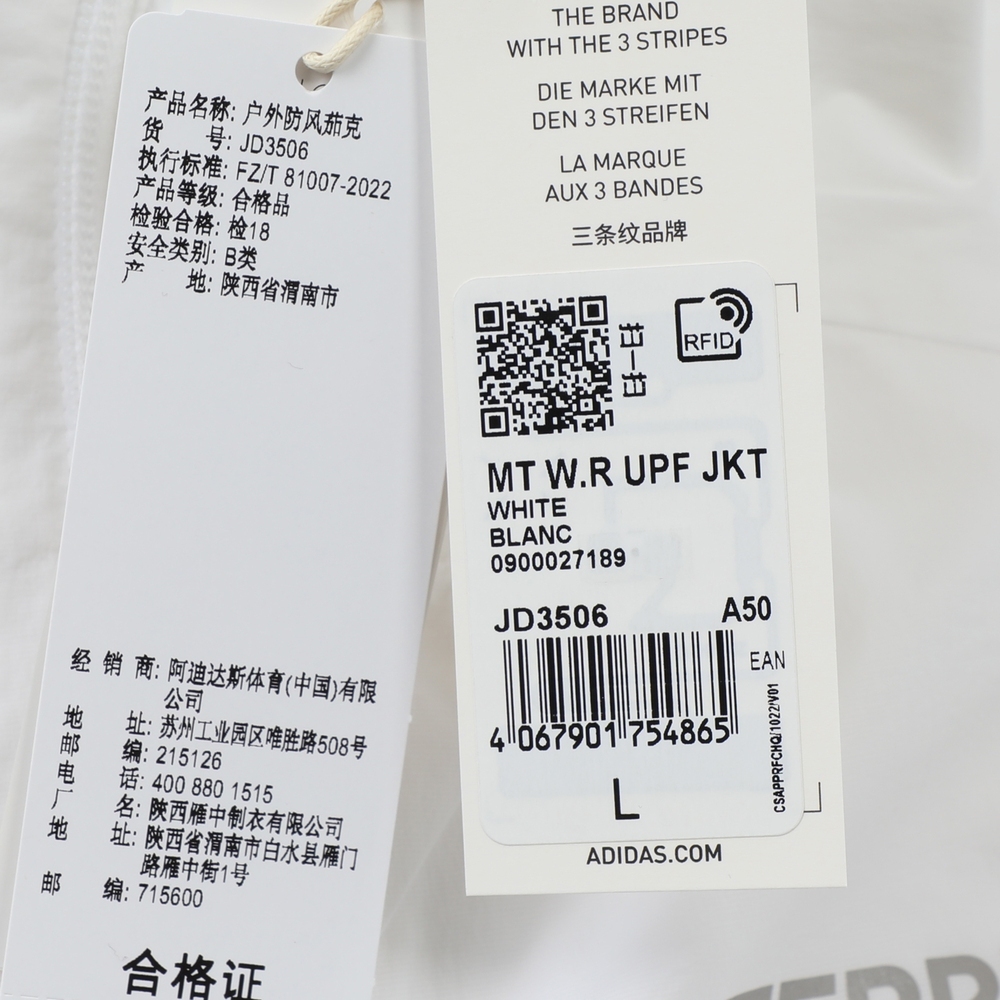 产品名称: 户外防风茄克
货 号: JD3506
执行标准: FZ/T 81007-2022
产品等级: 合格品
检验合格: 检18
安全类别: B类
产 地: 陕西省渭南市
经 销 商: 阿迪达斯体育(中国)有限
公司
地 址: 苏州工业园区唯胜路508号
邮 编: 215126
电 话: 400 880 1515
厂 名: 陕西雁中制衣有限公司
地 址: 陕西省渭南市白水县雁门
路雁中街1号
邮 编: 715600
合格证
THE BRAND
WITH THE 3 STRIPES
DIE MARKE MIT
DEN 3 STREIFEN
LA MARQUE
AUX 3 BANDES
三条纹品牌
扫一扫
RFID
MT W.R UPF JKT
WHITE
BLANC
0900027189
JD3506 A50
EAN
4 067901 754865
CSAPPRFCHQ/1022/V01
L
ADIDAS.COM